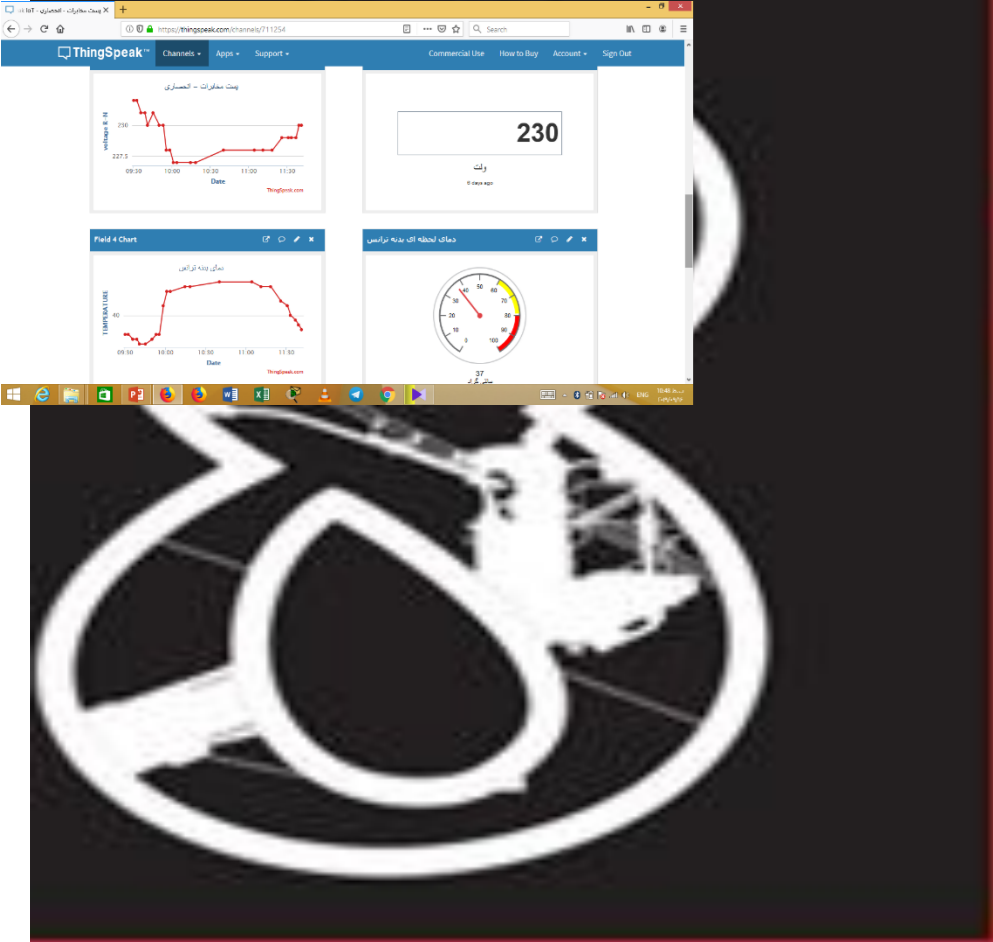 پست مخابرات - انحصاری - IoT
https://thingspeak.com/channels/711254
Search
ThingSpeak™ Channels Apps Support Commercial Use How to Buy Account Sign Out
پست مخابرات - انحصاری
voltage R-N
230
227.5
09:30 10:00 10:30 11:00 11:30
Date
ThingSpeak.com
230
ولت
6 days ago
Field 4 Chart
دمای بدنه ترانس
TEMPERATURE
40
09:30 10:00 10:30 11:00 11:30
Date
ThingSpeak.com
دمای لحظه ای بدنه ترانس
0 10 20 30 40 50 60 70 80 90 100
37
سانتی گراد
ENG